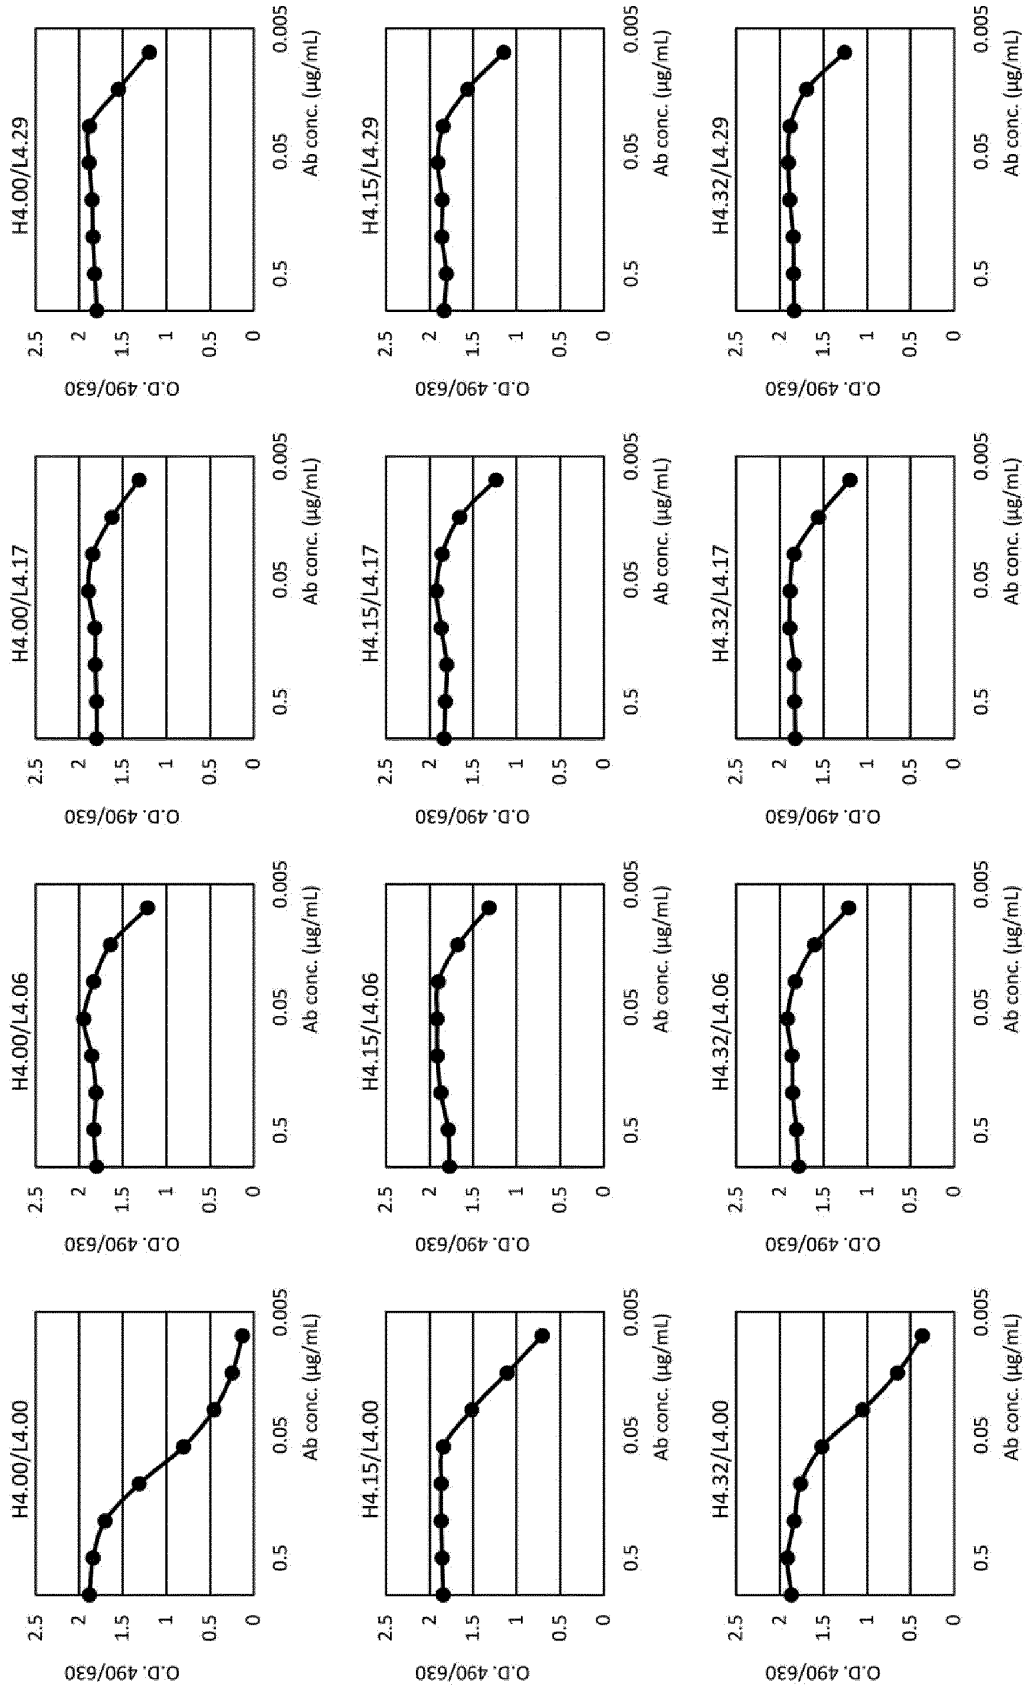 H4.00/L4.00
O.D. 490/630
2.5
2
1.5
1
0.5
0
0.5 0.05 0.005
Ab conc. (µg/mL)
H4.00/L4.06
O.D. 490/630
2.5
2
1.5
1
0.5
0
0.5 0.05 0.005
Ab conc. (µg/mL)
H4.00/L4.17
O.D. 490/630
2.5
2
1.5
1
0.5
0
0.5 0.05 0.005
Ab conc. (µg/mL)
H4.00/L4.29
O.D. 490/630
2.5
2
1.5
1
0.5
0
0.5 0.05 0.005
Ab conc. (µg/mL)
H4.15/L4.00
O.D. 490/630
2.5
2
1.5
1
0.5
0
0.5 0.05 0.005
Ab conc. (µg/mL)
H4.15/L4.06
O.D. 490/630
2.5
2
1.5
1
0.5
0
0.5 0.05 0.005
Ab conc. (µg/mL)
H4.15/L4.17
O.D. 490/630
2.5
2
1.5
1
0.5
0
0.5 0.05 0.005
Ab conc. (µg/mL)
H4.15/L4.29
O.D. 490/630
2.5
2
1.5
1
0.5
0
0.5 0.05 0.005
Ab conc. (µg/mL)
H4.32/L4.00
O.D. 490/630
2.5
2
1.5
1
0.5
0
0.5 0.05 0.005
Ab conc. (µg/mL)
H4.32/L4.06
O.D. 490/630
2.5
2
1.5
1
0.5
0
0.5 0.05 0.005
Ab conc. (µg/mL)
H4.32/L4.17
O.D. 490/630
2.5
2
1.5
1
0.5
0
0.5 0.05 0.005
Ab conc. (µg/mL)
H4.32/L4.29
O.D. 490/630
2.5
2
1.5
1
0.5
0
0.5 0.05 0.005
Ab conc. (µg/mL)